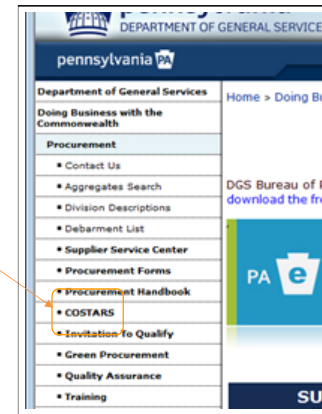 DEPARTMENT OF GENERAL SERVICE
pennsylvania PA
Department of General Services
Doing Business with the
Commonwealth
Procurement
▪ Contact Us
▪ Aggregates Search
▪ Division Descriptions
▪ Debarment List
▪ Supplier Service Center
▪ Procurement Forms
▪ Procurement Handbook
▪ COSTARS
▪ Invitation To Qualify
▪ Green Procurement
▪ Quality Assurance
▪ Training
Home > Doing Bu
DGS Bureau of
download the fre
PA e
SU